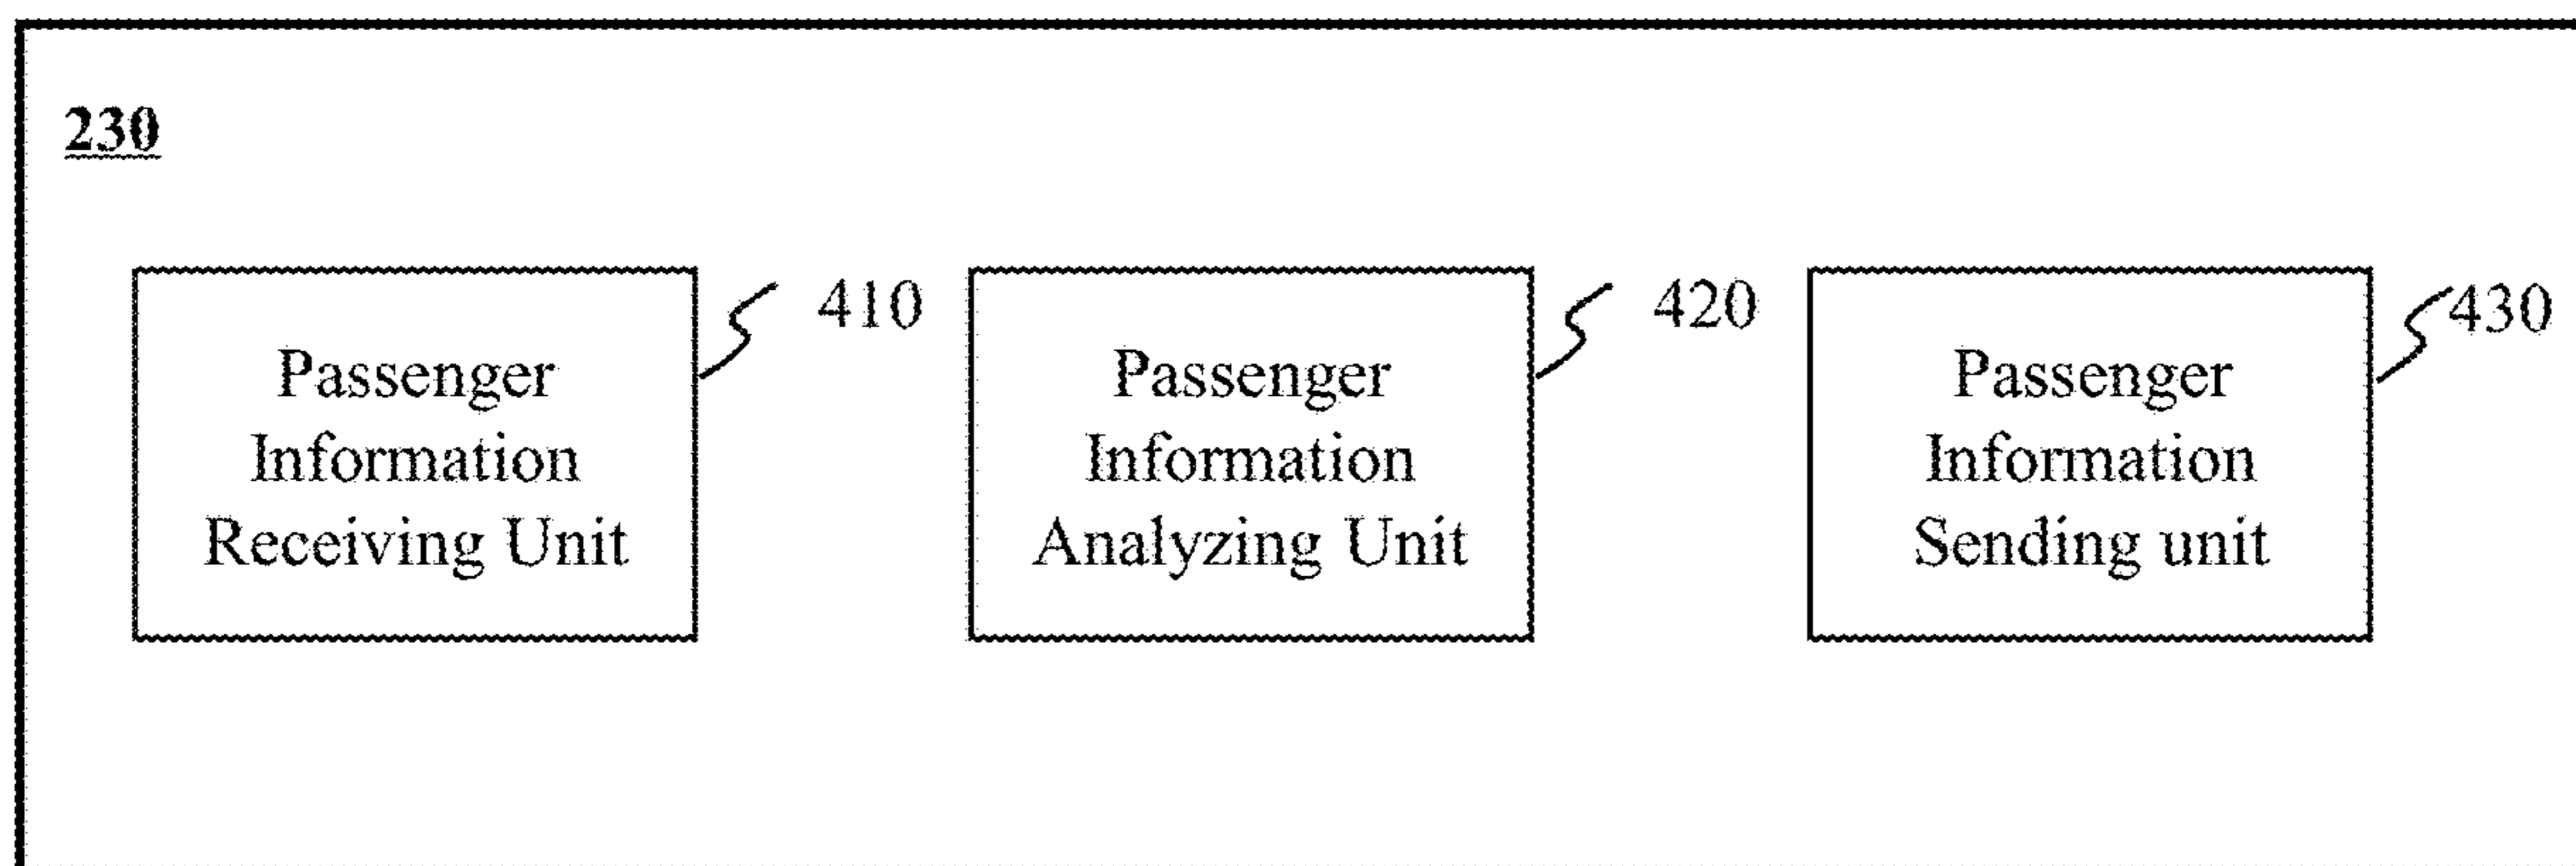 230
410
Passenger
Information
Receiving Unit
420
Passenger
Information
Analyzing Unit
430
Passenger
Information
Sending unit